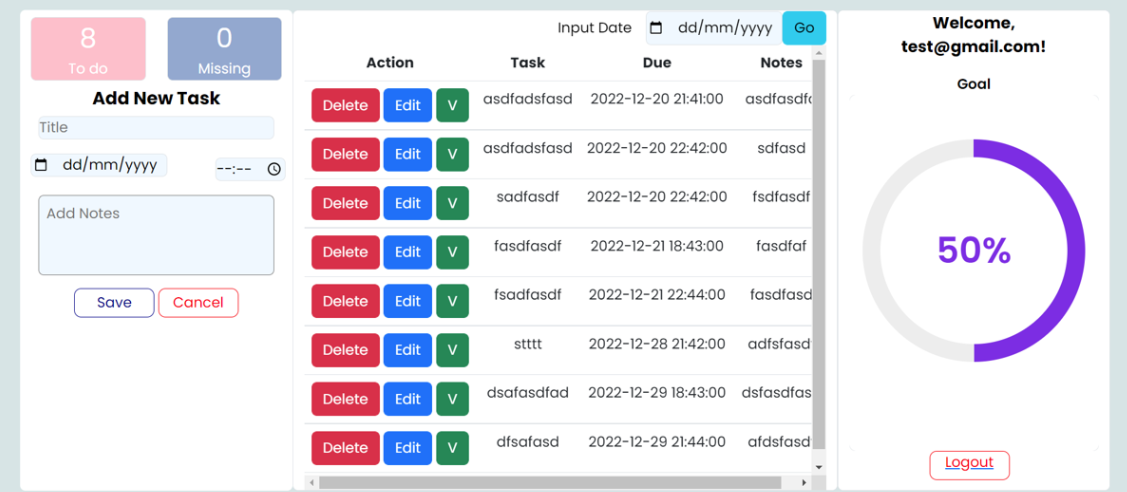 8
To do
0
Missing
Add New Task
Title
dd/mm/yyyy
--:--
Add Notes
Save Cancel
Input Date dd/mm/yyyy Go
Action Task Due Notes
Delete Edit V asdfadsfasd 2022-12-20 21:41:00
Delete Edit V asdfadsfasd 2022-12-20 22:42:00 sdfasd
Delete Edit V sadfasdf 2022-12-20 22:42:00 fsdfasdf
Delete Edit V fasdfasdf 2022-12-21 18:43:00 fasdfaf
Delete Edit V fsadfasdf 2022-12-21 22:44:00 fasdfasd
Delete Edit V stttt 2022-12-28 21:42:00 adfsfasd
Delete Edit V dsafasdfad 2022-12-29 18:43:00 dsfasdfas
Delete Edit V dfsafasd 2022-12-29 21:44:00 afdsfasd
Welcome,
test@gmail.com!
Goal
50%
Logout